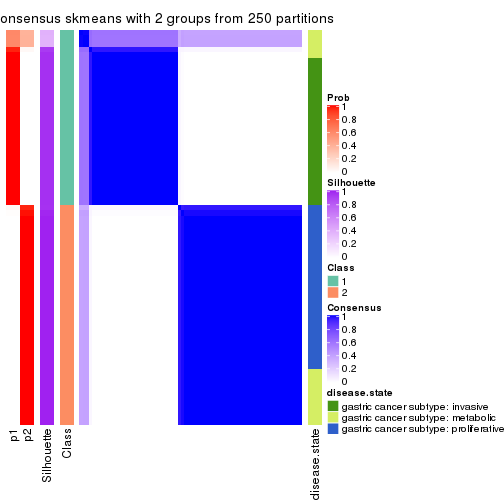 onsensus skmeans with 2 groups from 250 partitions
Prob
1
0.8
0.6
0.4
0.2
0
Silhouette
1
0.8
0.6
0.4
0.2
0
Class
1
2
Consensus
1
0.8
0.6
0.4
0.2
0
disease.state
gastric cancer subtype: invasive
gastric cancer subtype: metabolic
gastric cancer subtype: proliferative
p1
p2
Silhouette
Class
disease.state